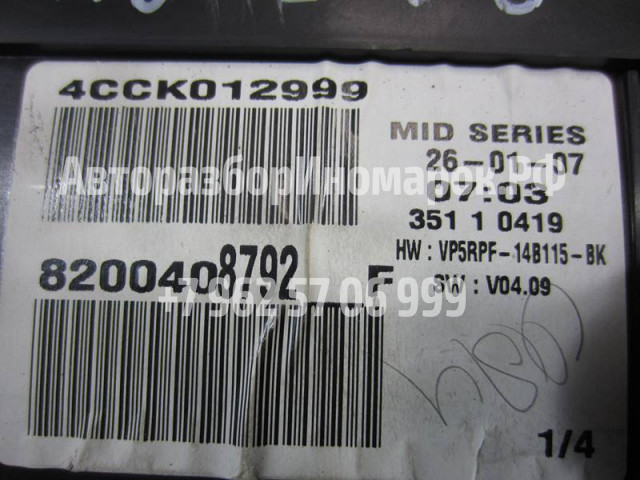 4CCK012999
MID SERIES
26-01-07
07:03
351 1 0419
HW : VP5RPF-14B115-BK
SW : V04.09
8200408792__F
1/4
АвторазборИномарок.РФ
+7 962 57 06 999